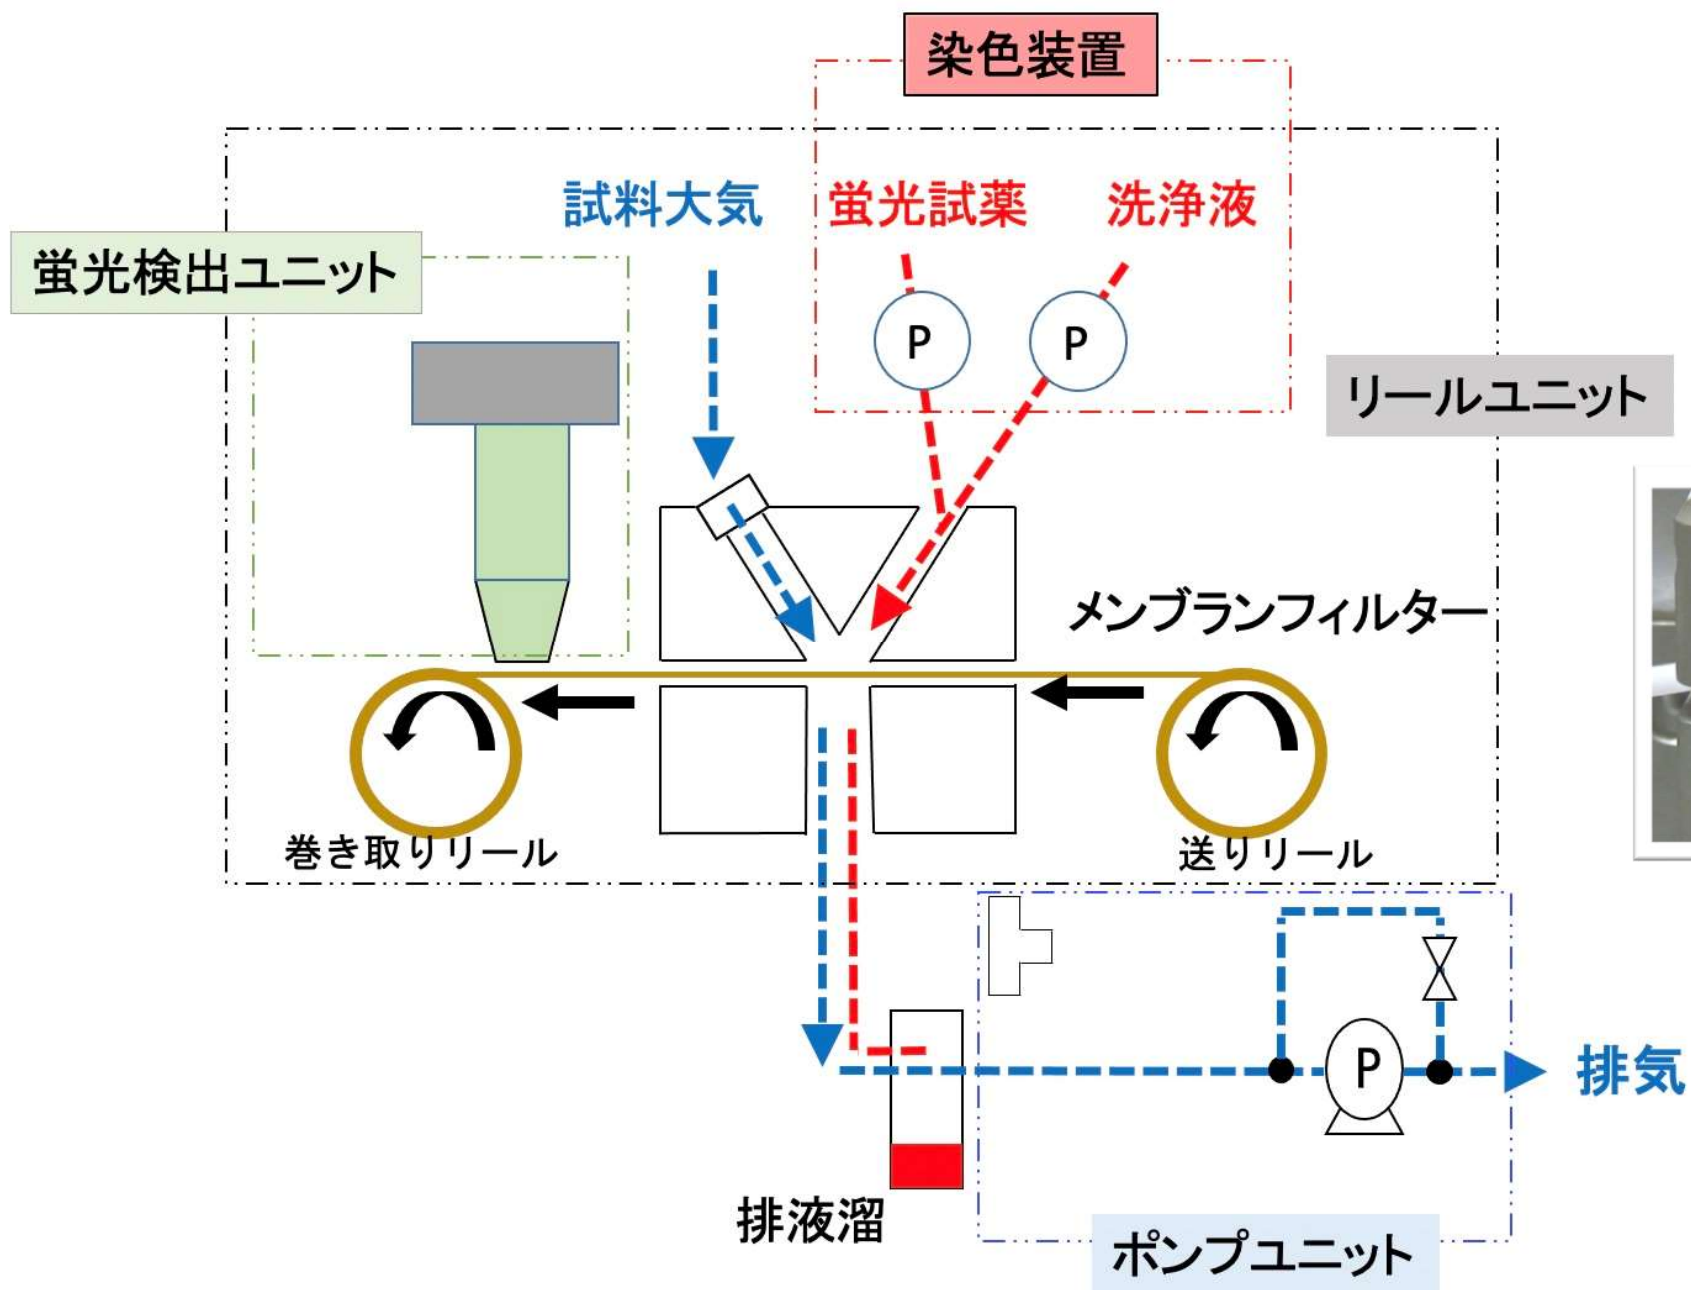 染色装置
試料大気
蛍光試薬
洗浄液
蛍光検出ユニット
P
P
リールユニット
メンブランフィルター
巻き取りリール
送りリール
P
排気
排液溜
ポンプユニット